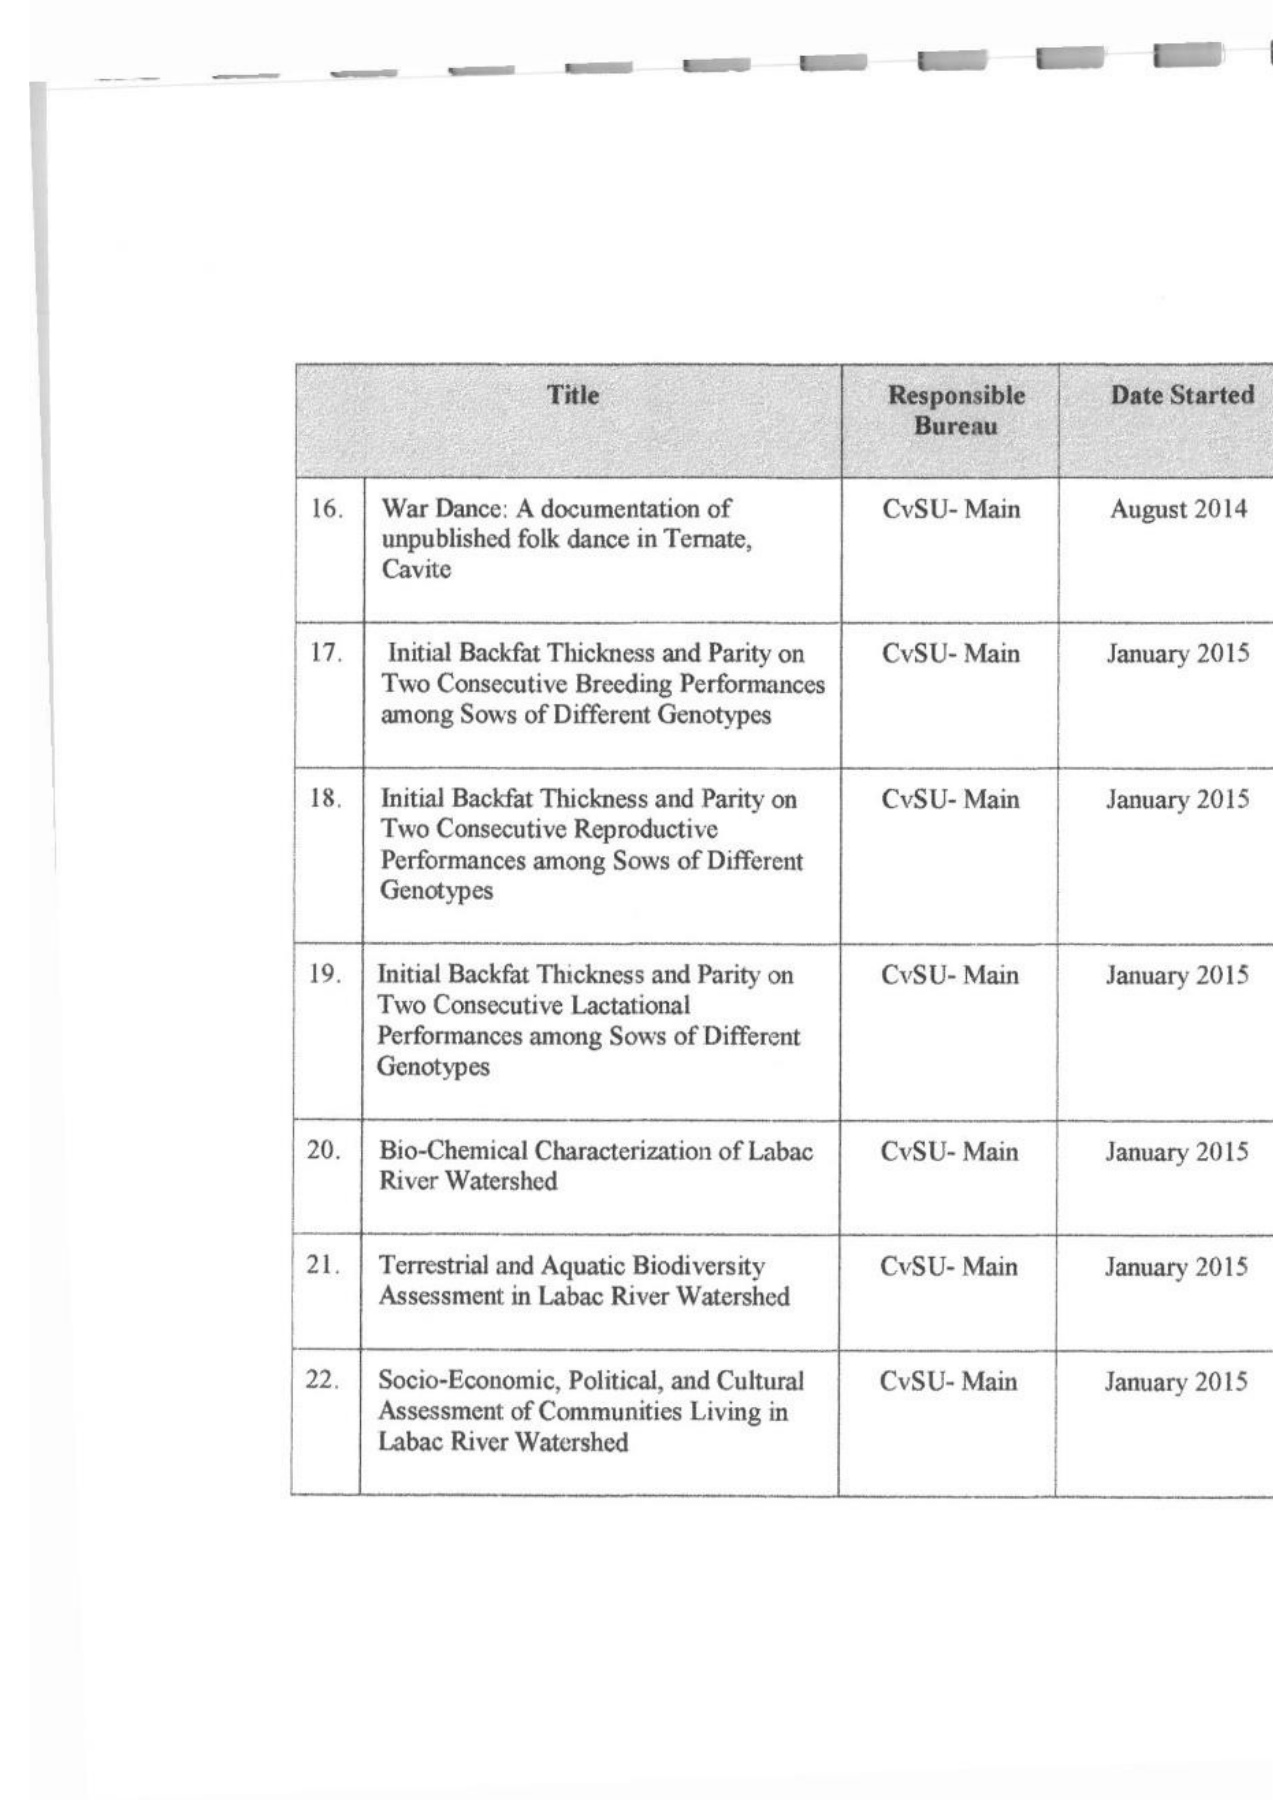 Title
Responsible
Bureau
Date Started
16.
War Dance: A documentation of
unpublished folk dance in Ternate,
Cavite
CvSU- Main
August 2014
17.
Initial Backfat Thickness and Parity on
Two Consecutive Breeding Performances
among Sows of Different Genotypes
CvSU- Main
January 2015
18.
Initial Backfat Thickness and Parity on
Two Consecutive Reproductive
Performances among Sows of Different
Genotypes
CvSU- Main
January 2015
19.
Initial Backfat Thickness and Parity on
Two Consecutive Lactational
Performances among Sows of Different
Genotypes
CvSU- Main
January 2015
20.
Bio-Chemical Characterization of Labac
River Watershed
CvSU- Main
January 2015
21.
Terrestrial and Aquatic Biodiversity
Assessment in Labac River Watershed
CvSU- Main
January 2015
22.
Socio-Economic, Political, and Cultural
Assessment of Communities Living in
Labac River Watershed
CvSU- Main
January 2015